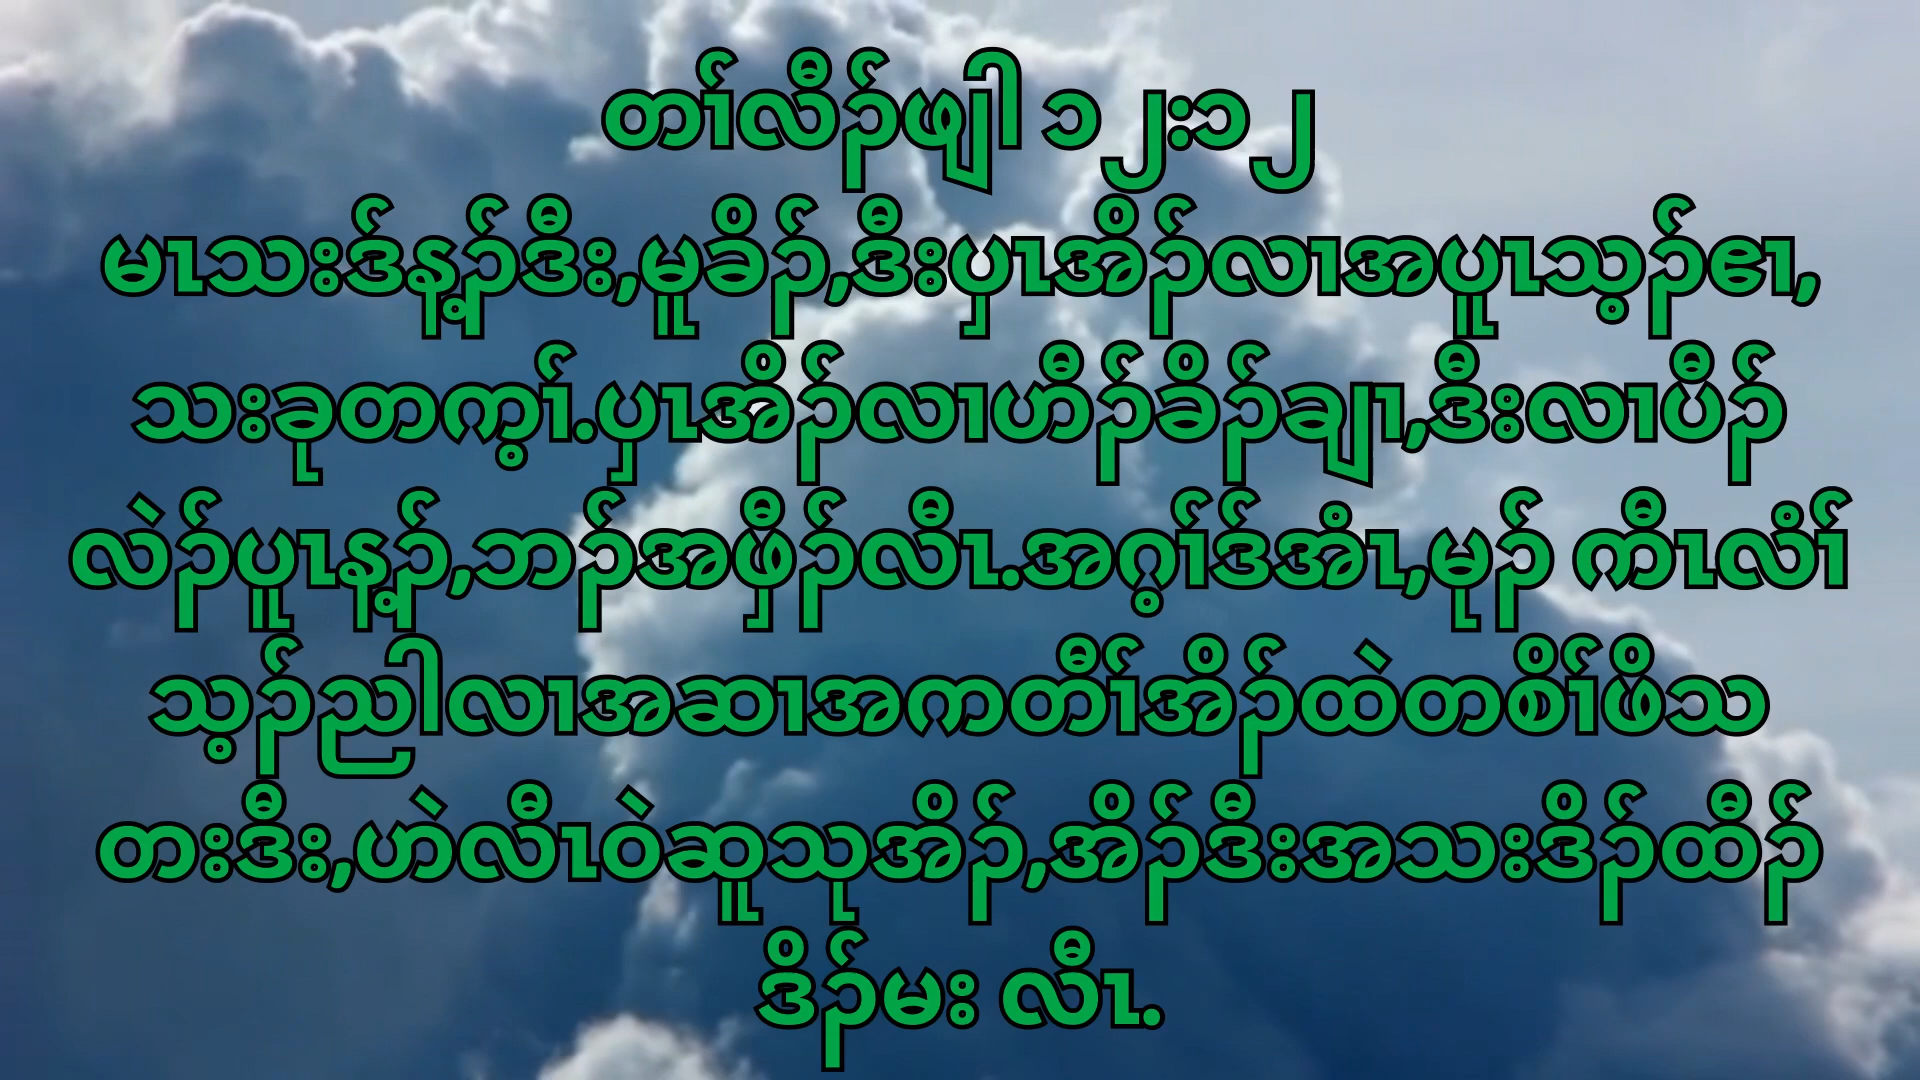 တၢ်လီၣ်ဖျါ ၁၂:၁၂
မၤသးဒ်န့ၣ်ဒီး,မူခိၣ်,ဒီးပှၤအိၣ်လၢအပူၤသ့ၣ်ဧၢ,
သးခုတက့ၢ်.ပှၤအိၣ်လၢဟီၣ်ခိၣ်ချၢ,ဒီးလၢပီၣ်
လဲၣ်ပူၤန့ၣ်,ဘၣ်အဖှီၣ်လီၤ.အဂ့ၢ်ဒ်အံၤ,မုၣ် ကီၤလံၢ်
သ့ၣ်ညါလၢအဆၢအကတီၢ်အိၣ်ထဲတစိၢ်ဖိသ
တးဒီး,ဟဲလီၤဝဲဆူသုအိၣ်,အိၣ်ဒီးအသးဒိၣ်ထီၣ်
ဒိၣ်မး လီၤ.